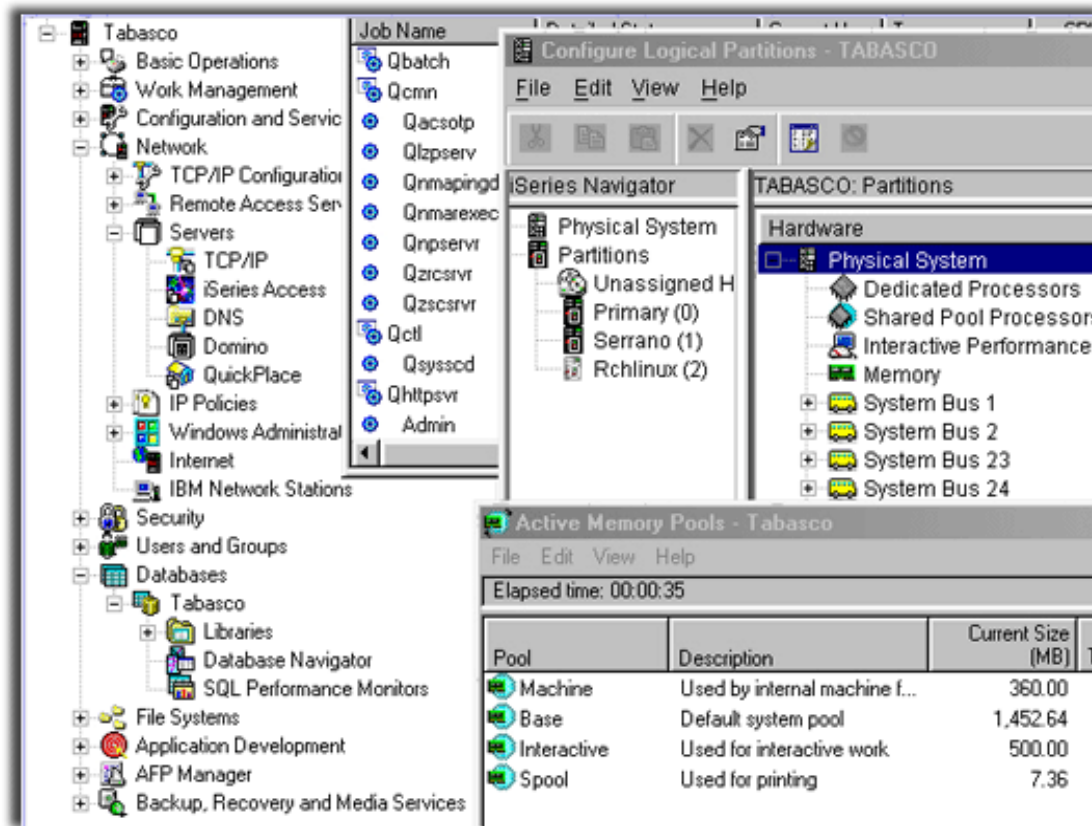 Tabasco
Basic Operations
Work Management
Configuration and Servic
Network
TCP/IP Configuration
Remote Access Ser
Servers
TCP/IP
iSeries Access
DNS
Domino
QuickPlace
IP Policies
Windows Administrat
Internet
IBM Network Stations
Security
Users and Groups
Databases
Tabasco
Libraries
Database Navigator
SQL Performance Monitors
File Systems
Application Development
AFP Manager
Backup, Recovery and Media Services
Job Name
Qbatch
Qcmn
Qacsotp
Qlzpserv
Qnmapingd
Qnmarexec
Qnpservr
Qzrcsrvr
Qzscsrvr
Qctl
Qsysscd
Qhttpsvr
Admin
Configure Logical Partitions - TABASCO
File Edit View Help
iSeries Navigator
Physical System
Partitions
Unassigned H
Primary (0)
Serrano (1)
Rchlinux (2)
TABASCO: Partitions
Hardware
Physical System
Dedicated Processors
Shared Pool Processors
Interactive Performance
Memory
System Bus 1
System Bus 2
System Bus 23
System Bus 24
Active Memory Pools - Tabasco
File Edit View Help
Elapsed time: 00:00:35
Pool Description Current Size (MB)
Machine Used by internal machine f... 360.00
Base Default system pool 1,452.64
Interactive Used for interactive work 500.00
Spool Used for printing 7.36